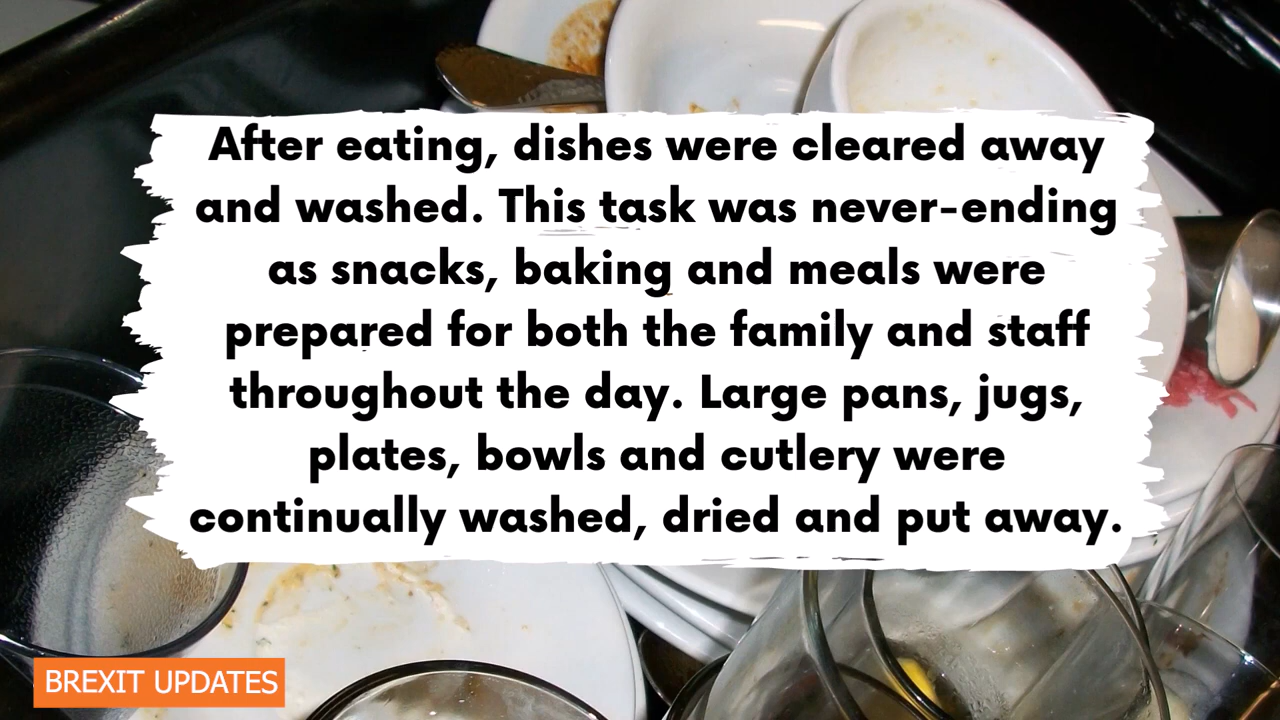 After eating, dishes were cleared away
and washed. This task was never-ending
as snacks, baking and meals were
prepared for both the family and staff
throughout the day. Large pans, jugs,
plates, bowls and cutlery were
continually washed, dried and put away.
BREXIT UPDATES